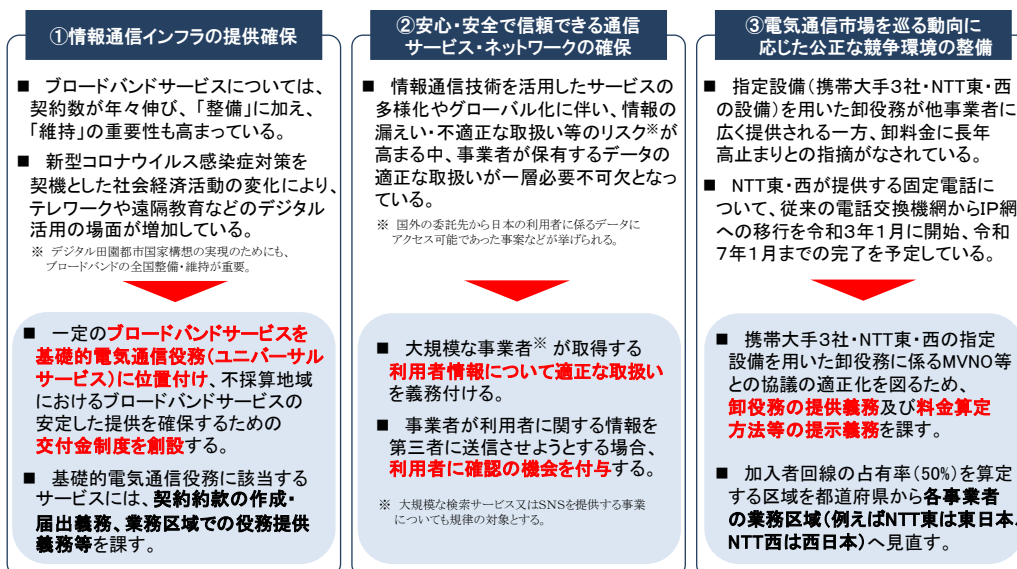 ①情報通信インフラの提供確保
■ ブロードバンドサービスについては、
契約数が年々伸び、「整備」に加え、
「維持」の重要性も高まっている。
■ 新型コロナウイルス感染症対策を
契機とした社会経済活動の変化により、
テレワークや遠隔教育などのデジタル
活用の場面が増加している。
※ デジタル田園都市国家構想の実現のためにも、
ブロードバンドの全国整備・維持が重要。
■ 一定のブロードバンドサービスを
基礎的電気通信役務(ユニバーサル
サービス)に位置付け、不採算地域
におけるブロードバンドサービスの
安定した提供を確保するための
交付金制度を創設する。
■ 基礎的電気通信役務に該当する
サービスには、契約約款の作成・
届出義務、業務区域での役務提供
義務等を課す。
②安心・安全で信頼できる通信
サービス・ネットワークの確保
■ 情報通信技術を活用したサービスの
多様化やグローバル化に伴い、情報の
漏えい・不適正な取扱い等のリスク※が
高まる中、事業者が保有するデータの
適正な取扱いが一層必要不可欠となっ
ている。
※ 国外の委託先から日本の利用者に係るデータに
アクセス可能であった事案などが挙げられる。
■ 大規模な事業者※ が取得する
利用者情報について適正な取扱い
を義務付ける。
■ 事業者が利用者に関する情報を
第三者に送信させようとする場合、
利用者に確認の機会を付与する。
※ 大規模な検索サービス又はSNSを提供する事業
についても規律の対象とする。
③電気通信市場を巡る動向に
応じた公正な競争環境の整備
■ 指定設備(携帯大手3社・NTT東・西
の設備)を用いた卸役務が他事業者に
広く提供される一方、卸料金に長年
高止まりとの指摘がなされている。
■ NTT東・西が提供する固定電話に
ついて、従来の電話交換機網からIP網
への移行を令和3年1月に開始、令和
7年1月までの完了を予定している。
■ 携帯大手3社・NTT東・西の指定
設備を用いた卸役務に係るMVNO等
との協議の適正化を図るため、
卸役務の提供義務及び料金算定
方法等の提示義務を課す。
■ 加入者回線の占有率(50%)を算定
する区域を都道府県から各事業者
の業務区域(例えばNTT東は東日本、
NTT西は西日本)へ見直す。